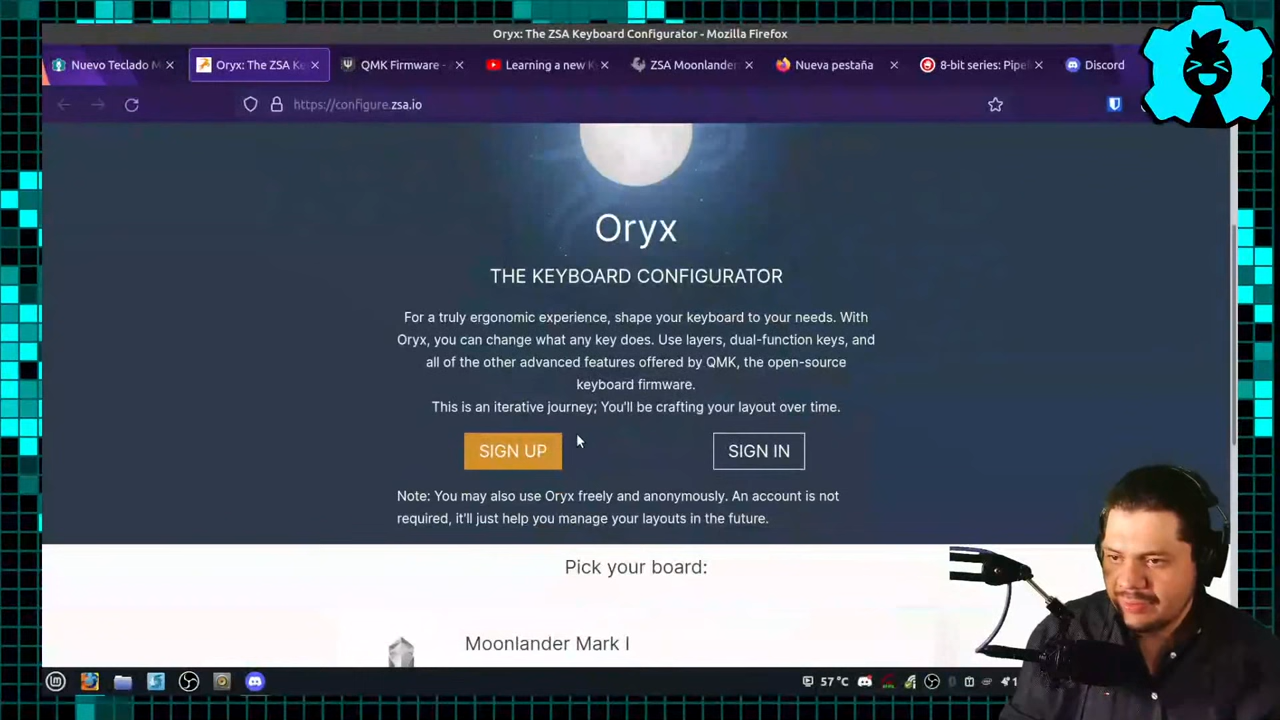 Oryx: The ZSA Keyboard Configurator - Mozilla Firefox
Nuevo Teclado M
Oryx: The ZSA Ke
QMK Firmware - A
Learning a new K
ZSA Moonlander
Nueva pestaña
8-bit series: Pipel
Discord
https://configure.zsa.io
Oryx
THE KEYBOARD CONFIGURATOR
For a truly ergonomic experience, shape your keyboard to your needs. With
Oryx, you can change what any key does. Use layers, dual-function keys, and
all of the other advanced features offered by QMK, the open-source
keyboard firmware.
This is an iterative journey; You'll be crafting your layout over time.
SIGN UP
SIGN IN
Note: You may also use Oryx freely and anonymously. An account is not
required, it'll just help you manage your layouts in the future.
Pick your board:
Moonlander Mark I
57 °C